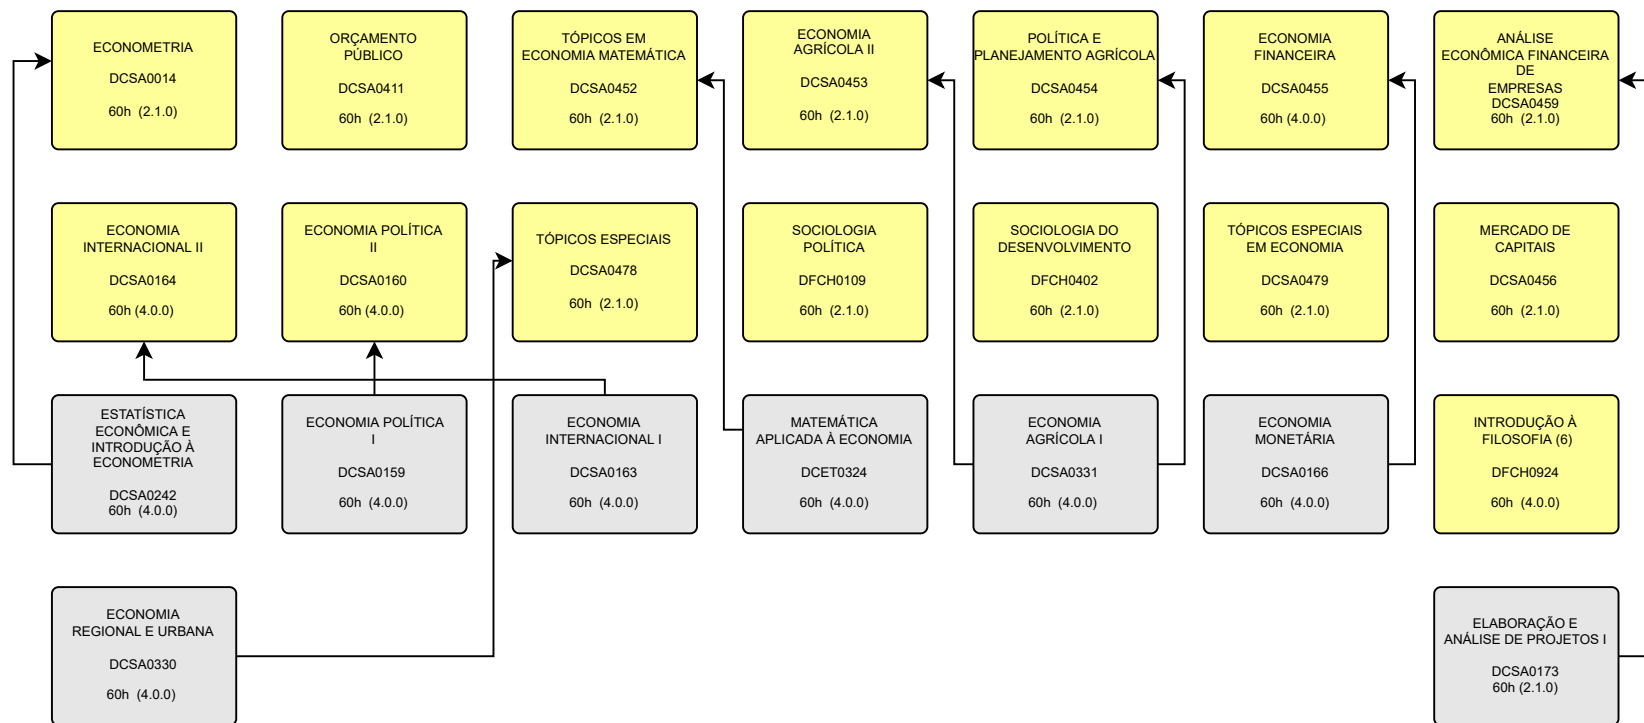 ECONOMETRIA
DCSA0014
60h (2.1.0)
ORÇAMENTO
PÚBLICO
DCSA0411
60h (2.1.0)
TÓPICOS EM
ECONOMIA MATEMÁTICA
DCSA0452
60h (2.1.0)
ECONOMIA
AGRÍCOLA II
DCSA0453
60h (2.1.0)
POLÍTICA E
PLANEJAMENTO AGRÍCOLA
DCSA0454
60h (2.1.0)
ECONOMIA
FINANCEIRA
DCSA0455
60h (4.0.0)
ANÁLISE
ECONÔMICA FINANCEIRA
DE
EMPRESAS
DCSA0459
60h (2.1.0)
ECONOMIA
INTERNACIONAL II
DCSA0164
60h (4.0.0)
ECONOMIA POLÍTICA
II
DCSA0160
60h (4.0.0)
TÓPICOS ESPECIAIS
DCSA0478
60h (2.1.0)
SOCIOLOGIA
POLÍTICA
DFCH0109
60h (2.1.0)
SOCIOLOGIA DO
DESENVOLVIMENTO
DFCH0402
60h (2.1.0)
TÓPICOS ESPECIAIS
EM ECONOMIA
DCSA0479
60h (2.1.0)
MERCADO DE
CAPITAIS
DCSA0456
60h (2.1.0)
ESTATÍSTICA
ECONÔMICA E
INTRODUÇÃO À
ECONOMETRIA
DCSA0242
60h (4.0.0)
ECONOMIA POLÍTICA
I
DCSA0159
60h (4.0.0)
ECONOMIA
INTERNACIONAL I
DCSA0163
60h (4.0.0)
MATEMÁTICA
APLICADA À ECONOMIA
DCET0324
60h (4.0.0)
ECONOMIA
AGRÍCOLA I
DCSA0331
60h (4.0.0)
ECONOMIA
MONETÁRIA
DCSA0166
60h (4.0.0)
INTRODUÇÃO À
FILOSOFIA (6)
DFCH0924
60h (4.0.0)
ECONOMIA
REGIONAL E URBANA
DCSA0330
60h (4.0.0)
ELABORAÇÃO E
ANÁLISE DE PROJETOS I
DCSA0173
60h (2.1.0)